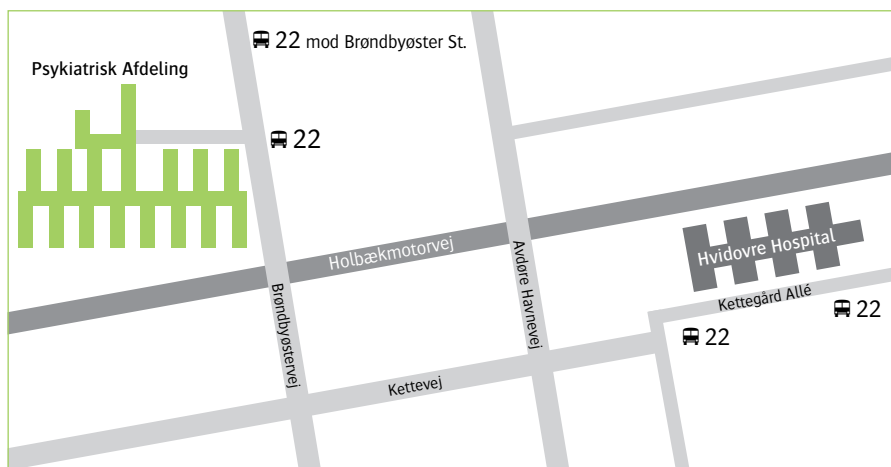 22 mod Brøndbyøster St.
Psykiatrisk Afdeling
22
Holbækmotorvej
Hvidovre Hospital
Avdøre Havnevej
Brøndbyøstervej
Kettegård Allé
22
22
Kettevej